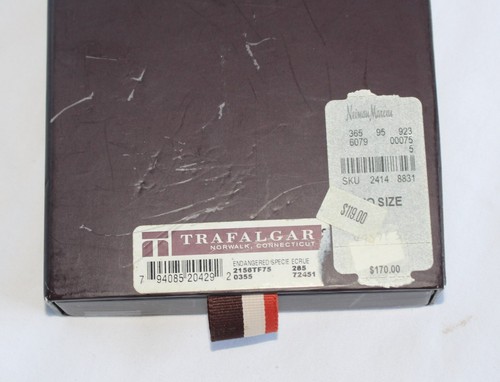 Neiman Marcus
365 95 923
6079 00075
5
SKU 2414 8831
NO SIZE
$119.00
$170.00
TRAFALGAR
NORWALK, CONNECTICUT
ENDANGERED SPECIE ECRUE
2158TF75 285
0355 72451
7 94085 20429 2